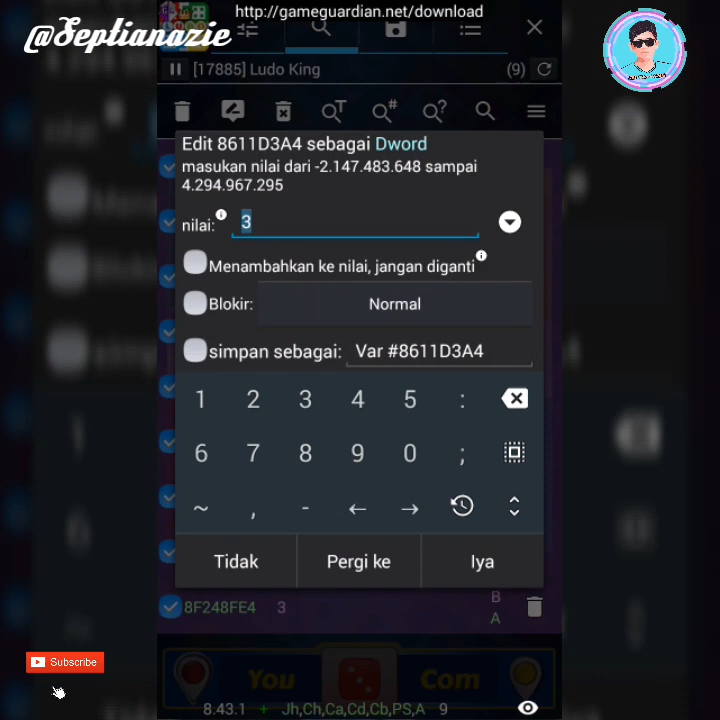 http://gameguardian.net/download
@Septianazie
[17885] Ludo King
(9)
Edit 8611D3A4 sebagai Dword
masukan nilai dari -2.147.483.648 sampai
4.294.967.295
nilai: 3
Menambahkan ke nilai, jangan diganti
Blokir: Normal
simpan sebagai: Var #8611D3A4
1 2 3 4 5 :
6 7 8 9 0 ;
~ , - ← →
Tidak Pergi ke Iya
8F248FE4 3 B
A
Subscribe
You Com
8.43.1 + Jh,Ch,Ca,Cd,Cb,PS,A 9